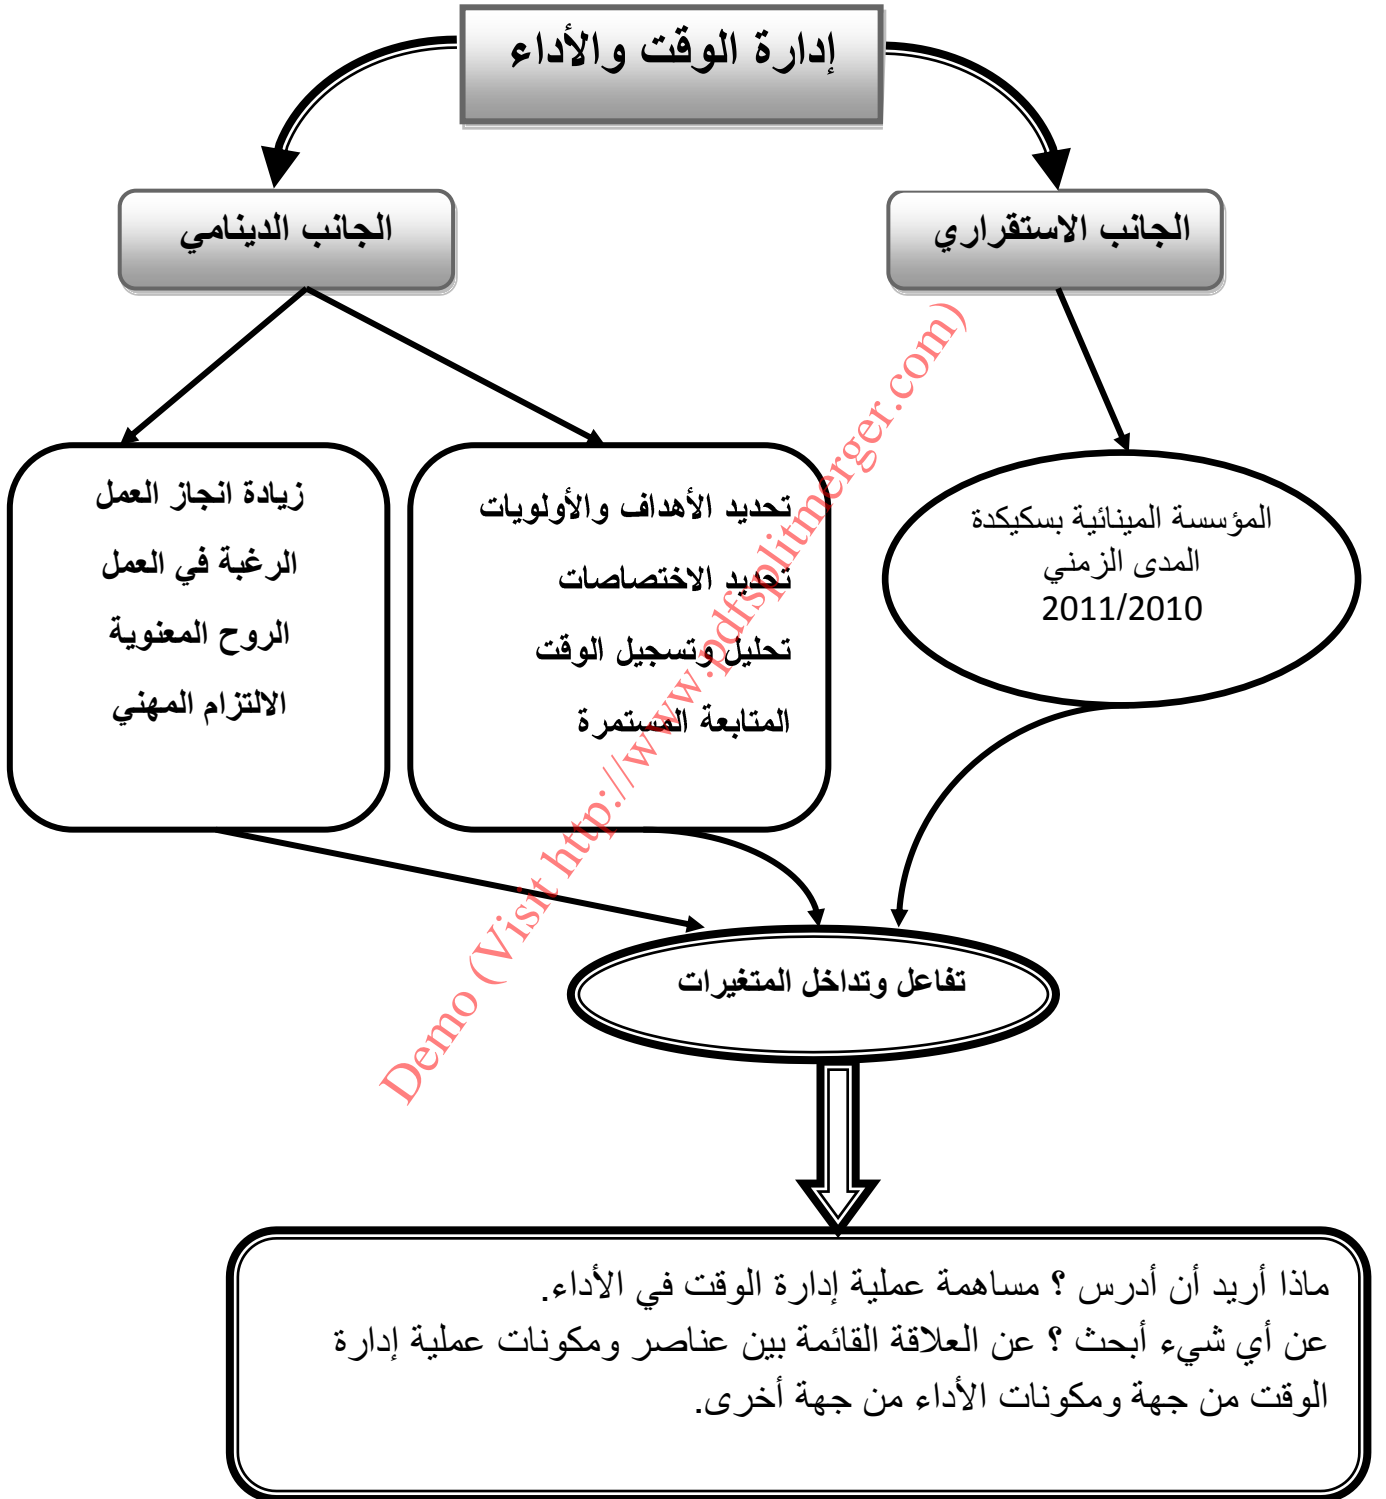 إدارة الوقت والأداء
الجانب الاستقراري
الجانب الدينامي
المؤسسة المينائية بسكيكدة
المدى الزمني
2011/2010
تحديد الأهداف والأولويات
تحديد الاختصاصات
تحليل وتسجيل الوقت
المتابعة المستمرة
زيادة انجاز العمل
الرغبة في العمل
الروح المعنوية
الالتزام المهني
تفاعل وتداخل المتغيرات
ماذا أريد أن أدرس ؟ مساهمة عملية إدارة الوقت في الأداء.
عن أي شيء أبحث ؟ عن العلاقة القائمة بين عناصر ومكونات عملية إدارة
الوقت من جهة ومكونات الأداء من جهة أخرى.
Demo (Visit http://www.pdfsplitmerger.com)